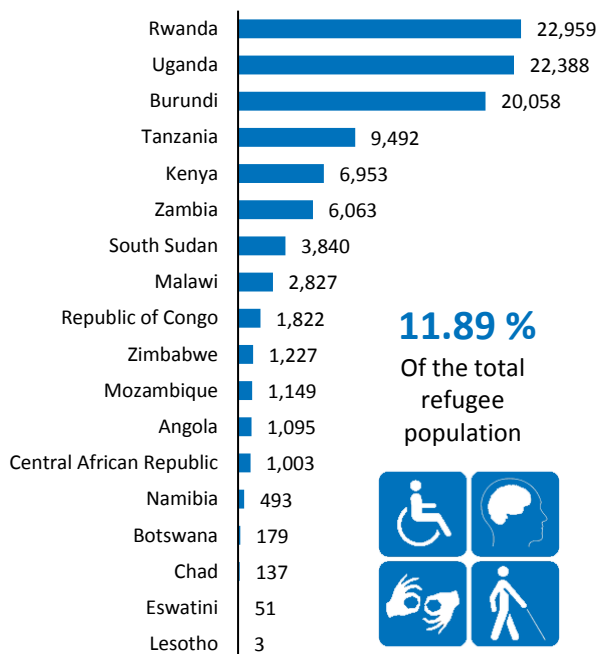 Rwanda 22,959
Uganda 22,388
Burundi 20,058
Tanzania 9,492
Kenya 6,953
Zambia 6,063
South Sudan 3,840
Malawi 2,827
Republic of Congo 1,822
Zimbabwe 1,227
Mozambique 1,149
Angola 1,095
Central African Republic 1,003
Namibia 493
Botswana 179
Chad 137
Eswatini 51
Lesotho 3
11.89 %
Of the total
refugee
population